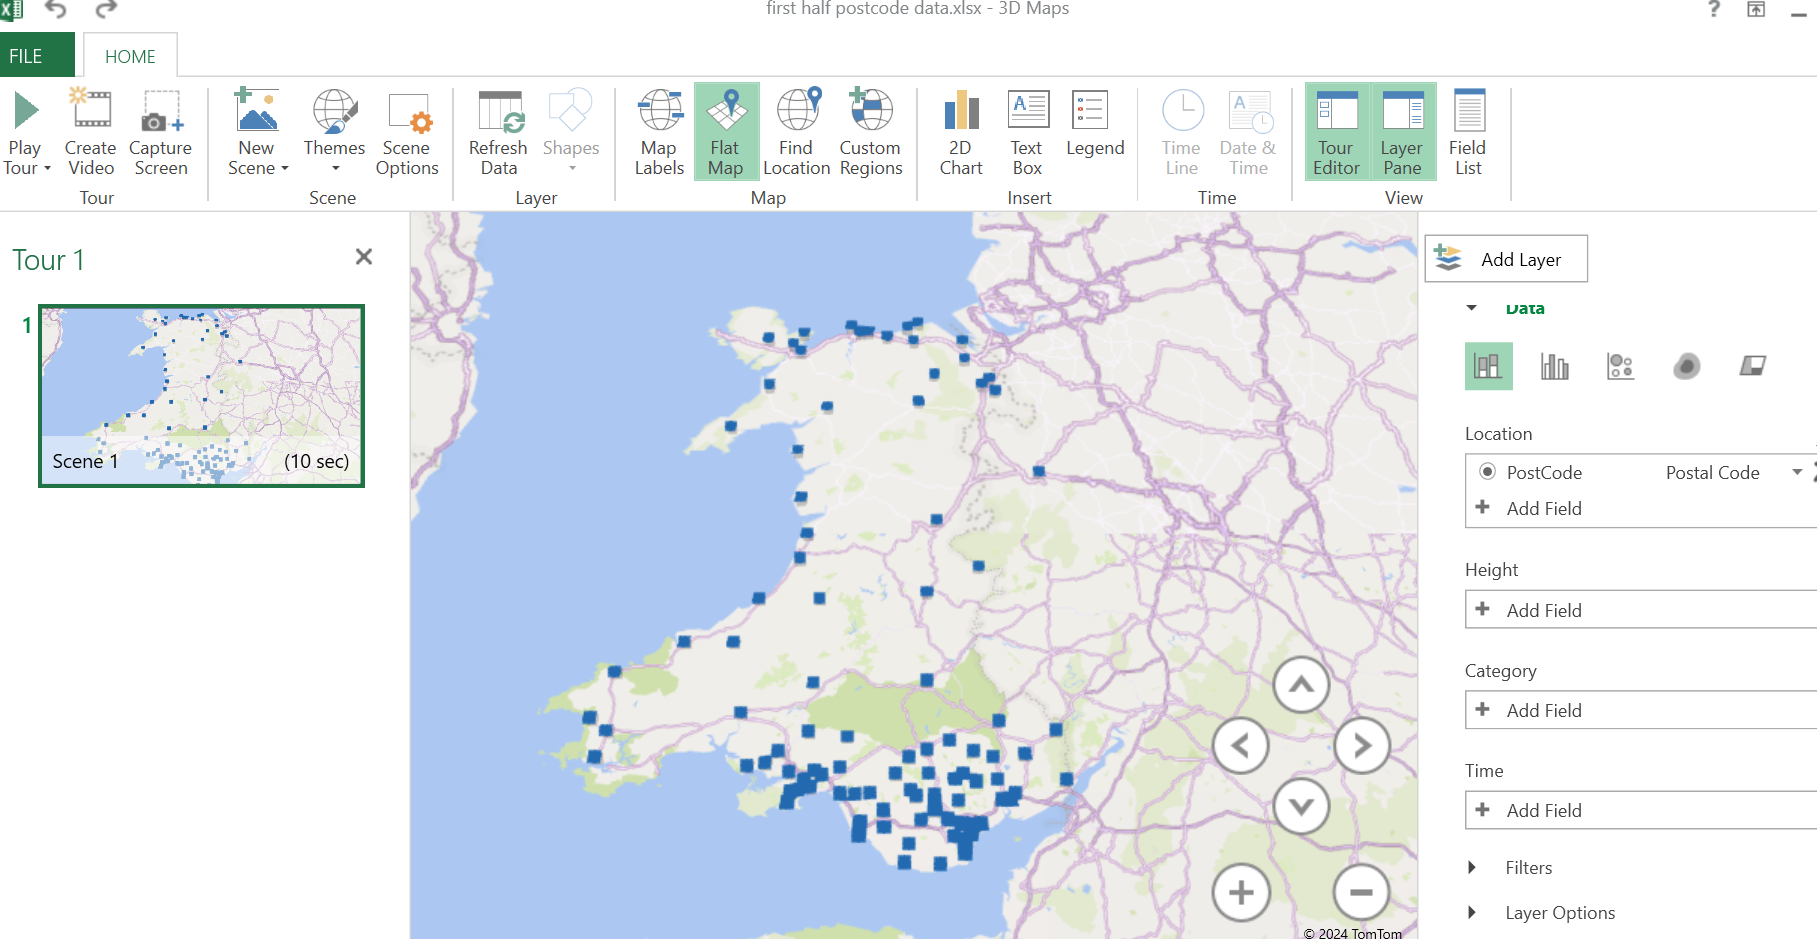 first half postcode data.xlsx - 3D Maps
?
FILE
HOME
Play
Tour
Create
Video
Capture
Screen
New
Scene
Themes
Scene
Options
Refresh
Data
Shapes
Map
Labels
Flat
Map
Find
Location
Custom
Regions
2D
Chart
A
Text
Box
Legend
Time
Line
A
Date &
Time
Tour
Editor
Layer
Pane
Field
List
Tour
Scene
Layer
Map
Insert
Time
View
Tour 1
1
Scene 1
(10 sec)
Add Layer
Data
Location
PostCode
Postal Code
Add Field
Height
Add Field
Category
Add Field
Time
Add Field
Filters
Layer Options
© 2024 TomTom